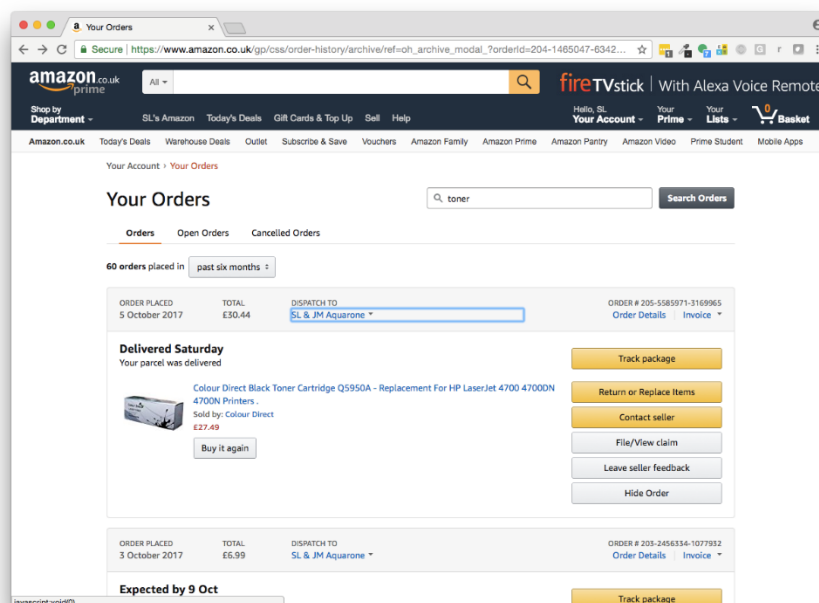 Your Orders
Secure | https://www.amazon.co.uk/gp/css/order-history/archive/ref=oh_archive_modal_?orderId=204-1465047-6342...
amazon.co.uk
prime
All
fireTVstick | With Alexa Voice Remote
Shop by
Department
SL's Amazon Today's Deals Gift Cards & Top Up Sell Help
Hello, SL
Your Account
Your
Prime
Your
Lists
0
Basket
Amazon.co.uk Today's Deals Warehouse Deals Outlet Subscribe & Save Vouchers Amazon Family Amazon Prime Amazon Pantry Amazon Video Prime Student Mobile Apps
Your Account › Your Orders
Your Orders
toner
Search Orders
Orders Open Orders Cancelled Orders
60 orders placed in past six months
ORDER PLACED TOTAL DISPATCH TO ORDER # 205-5585971-3169965
5 October 2017 £30.44 SL & JM Aquarone Order Details Invoice
Delivered Saturday
Your parcel was delivered
Track package
Colour Direct Black Toner Cartridge Q5950A - Replacement For HP LaserJet 4700 4700DN
4700N Printers .
Sold by: Colour Direct
£27.49
Buy it again
Return or Replace Items
Contact seller
File/View claim
Leave seller feedback
Hide Order
ORDER PLACED TOTAL DISPATCH TO ORDER # 203-2456334-1077932
3 October 2017 £6.99 SL & JM Aquarone Order Details Invoice
Expected by 9 Oct
Track package
javascript:void(0)